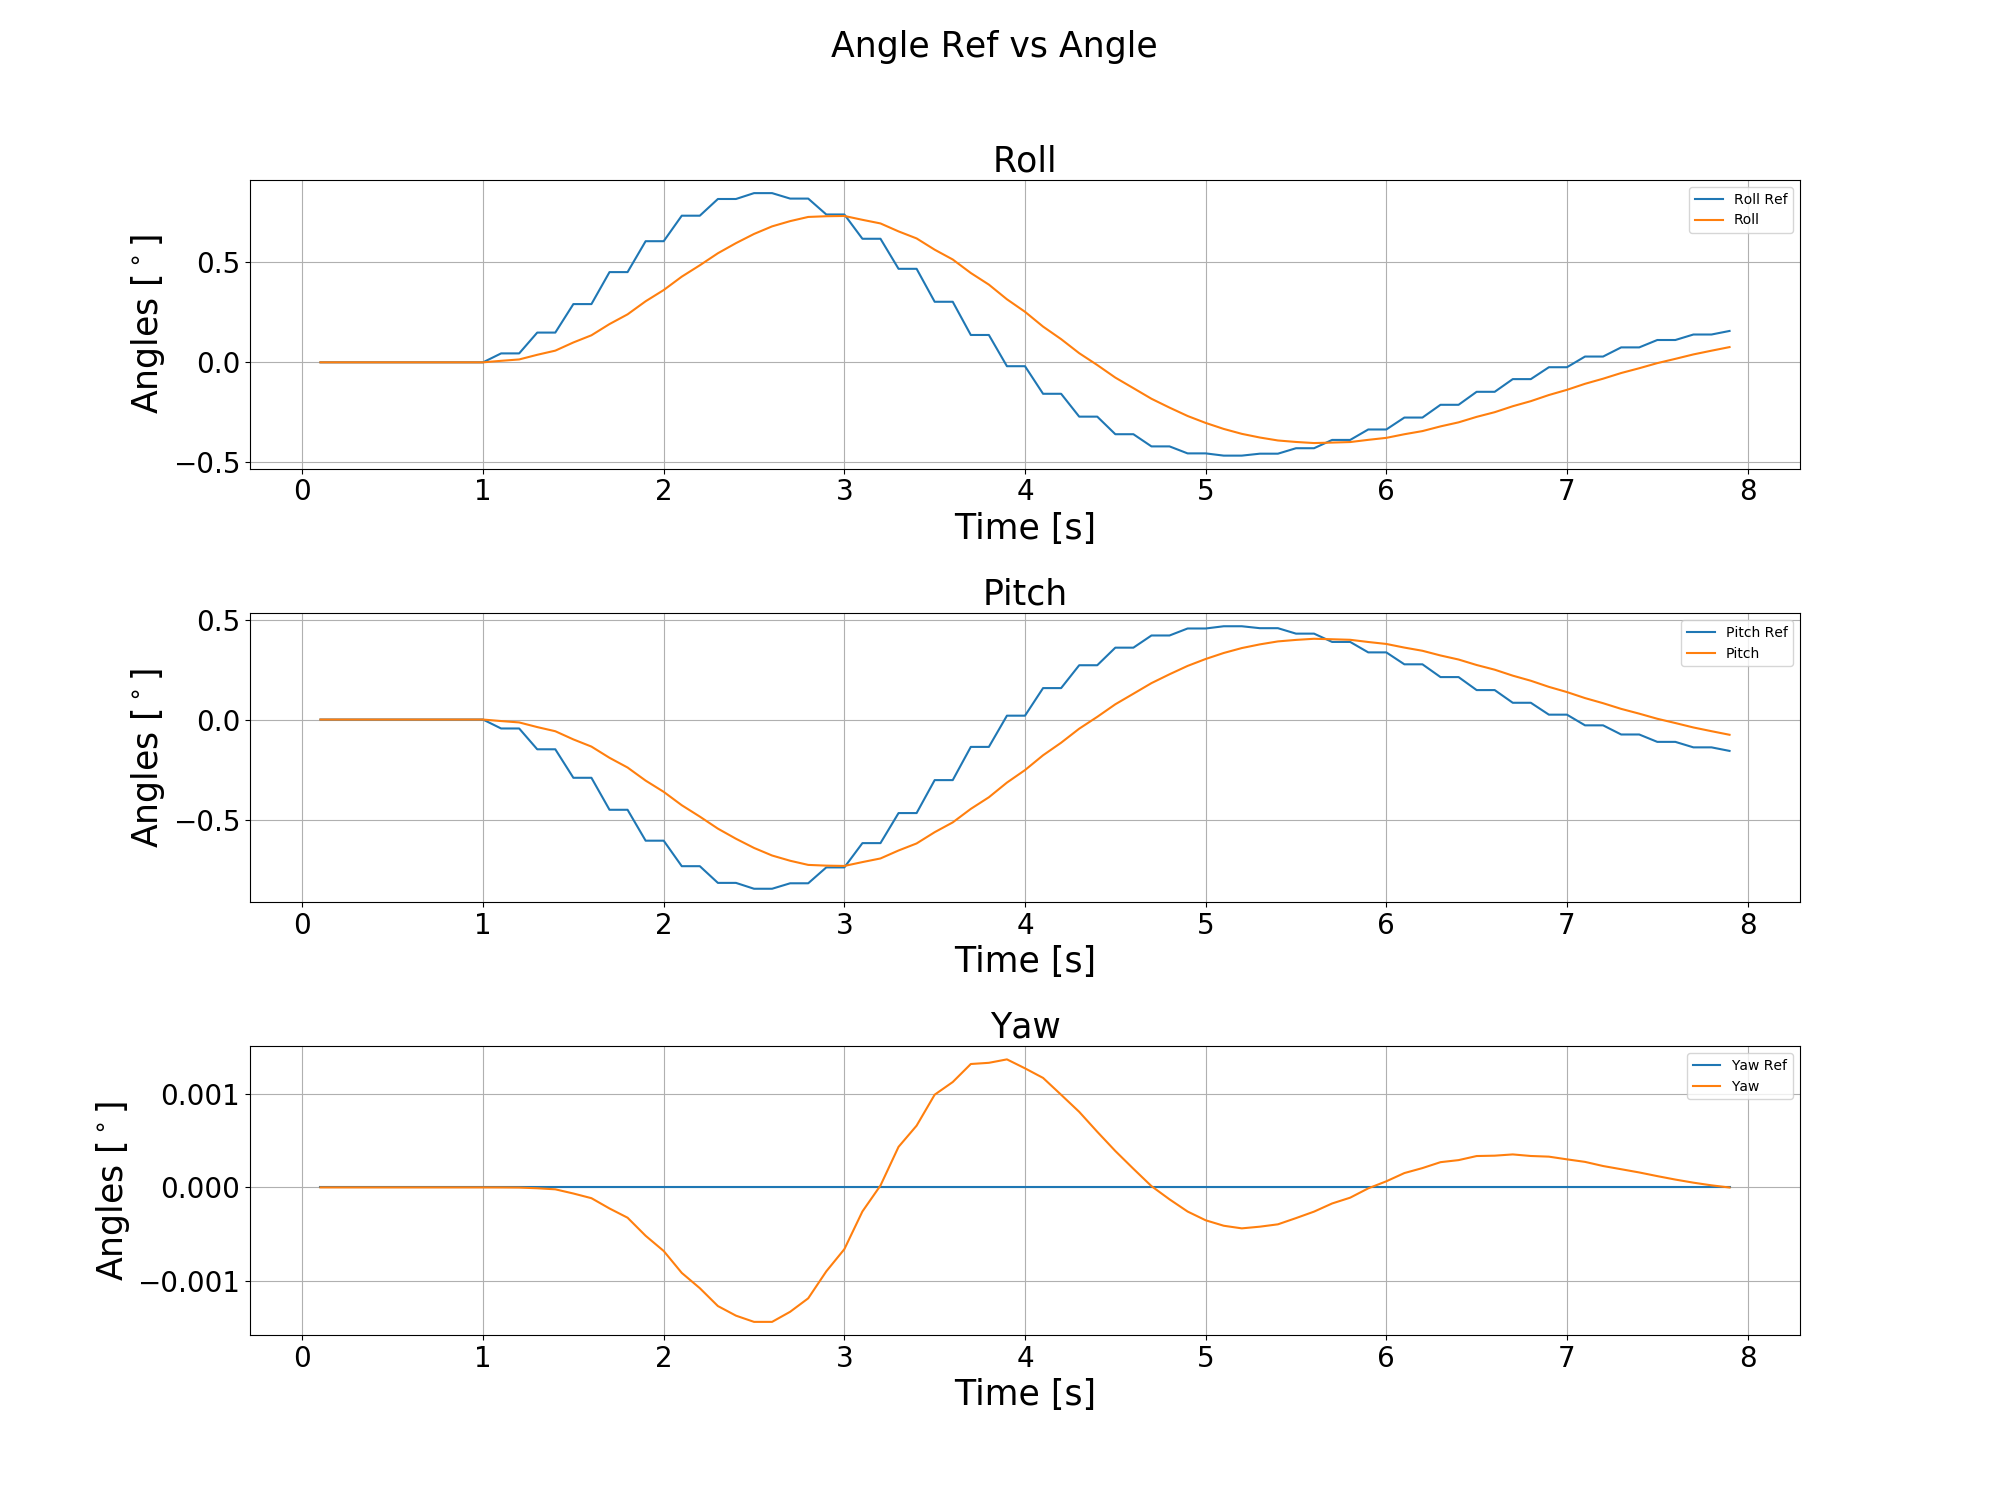 Angle Ref vs Angle
Roll
Angles [ ° ]
0.5
0.0
−0.5
Roll Ref
Roll
0 1 2 3 4 5 6 7 8
Time [s]
Pitch
Angles [ ° ]
0.5
0.0
−0.5
Pitch Ref
Pitch
0 1 2 3 4 5 6 7 8
Time [s]
Yaw
Angles [ ° ]
0.001
0.000
−0.001
Yaw Ref
Yaw
0 1 2 3 4 5 6 7 8
Time [s]